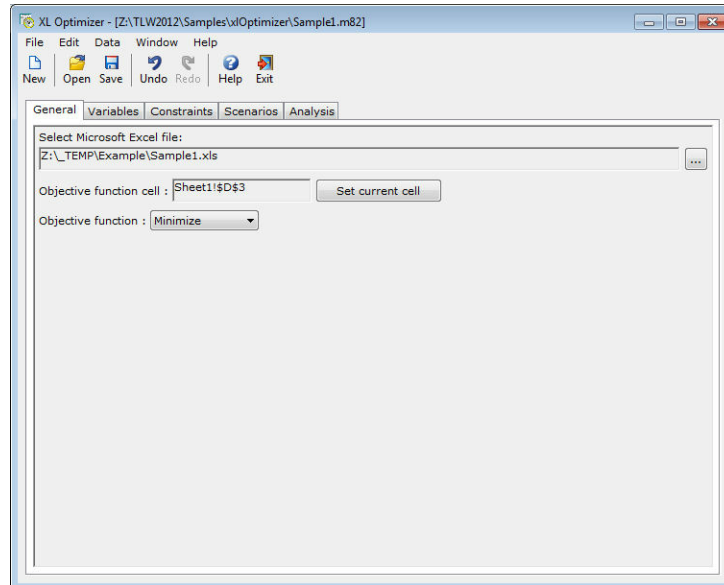 XL Optimizer - [Z:\TLW2012\Samples\xlOptimizer\Sample1.m82]
File Edit Data Window Help
New Open Save Undo Redo Help Exit
General Variables Constraints Scenarios Analysis
Select Microsoft Excel file:
Z:\_TEMP\Example\Sample1.xls
...
Objective function cell : Sheet1!$D$3 Set current cell
Objective function : Minimize